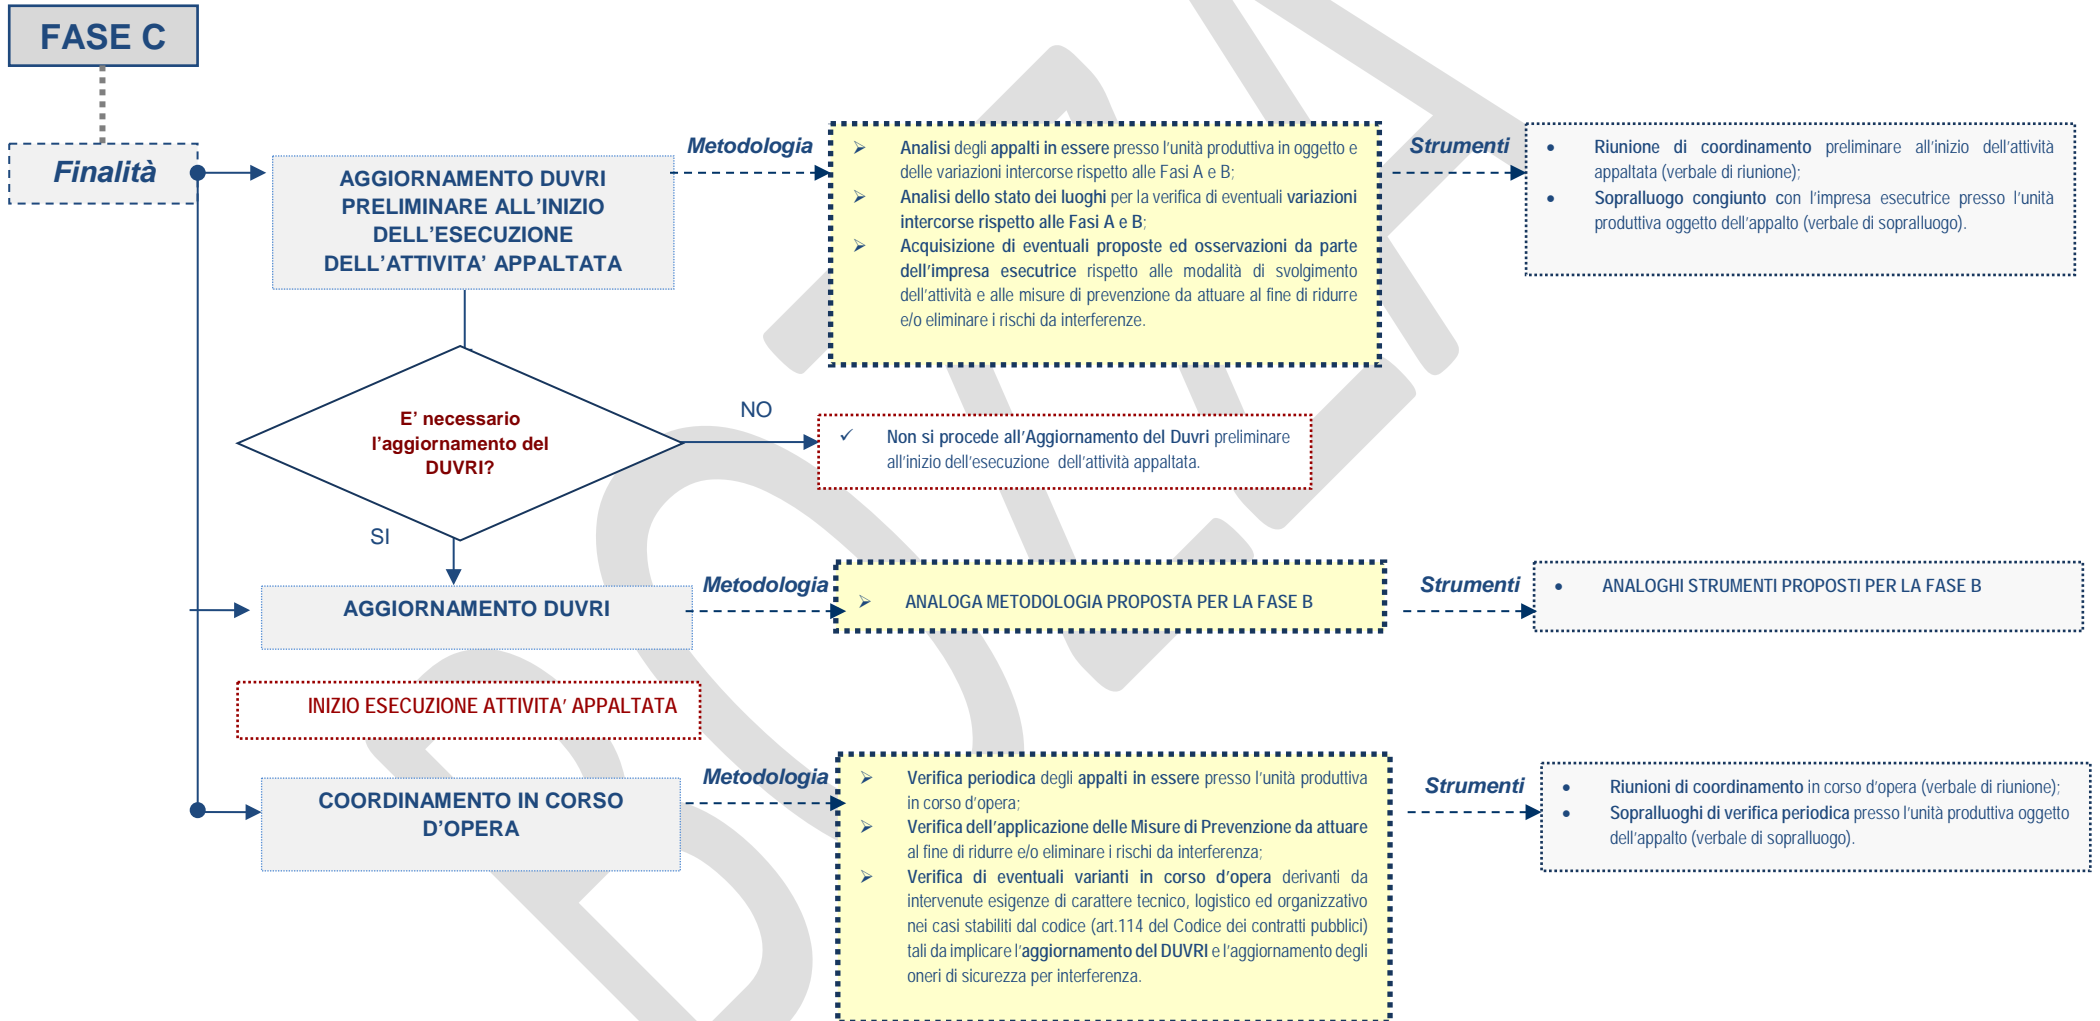 FASE C
Finalità
AGGIORNAMENTO DUVRI
PRELIMINARE ALL’INIZIO
DELL’ESECUZIONE
DELL’ATTIVITA’ APPALTATA
Metodologia
➢ Analisi degli appalti in essere presso l’unità produttiva in oggetto e
delle variazioni intercorse rispetto alle Fasi A e B;
➢ Analisi dello stato dei luoghi per la verifica di eventuali variazioni
intercorse rispetto alle Fasi A e B;
➢ Acquisizione di eventuali proposte ed osservazioni da parte
dell’impresa esecutrice rispetto alle modalità di svolgimento
dell’attività e alle misure di prevenzione da attuare al fine di ridurre
e/o eliminare i rischi da interferenze.
Strumenti
• Riunione di coordinamento preliminare all’inizio dell’attività
appaltata (verbale di riunione);
• Sopralluogo congiunto con l’impresa esecutrice presso l’unità
produttiva oggetto dell’appalto (verbale di sopralluogo).
E’ necessario
l’aggiornamento del
DUVRI?
NO
✓ Non si procede all’Aggiornamento del Duvri preliminare
all’inizio dell’esecuzione dell’attività appaltata.
SI
AGGIORNAMENTO DUVRI
Metodologia
➢ ANALOGA METODOLOGIA PROPOSTA PER LA FASE B
Strumenti
• ANALOGHI STRUMENTI PROPOSTI PER LA FASE B
INIZIO ESECUZIONE ATTIVITA’ APPALTATA
COORDINAMENTO IN CORSO
D’OPERA
Metodologia
➢ Verifica periodica degli appalti in essere presso l’unità produttiva
in corso d’opera;
➢ Verifica dell’applicazione delle Misure di Prevenzione da attuare
al fine di ridurre e/o eliminare i rischi da interferenza;
➢ Verifica di eventuali varianti in corso d’opera derivanti da
intervenute esigenze di carattere tecnico, logistico ed organizzativo
nei casi stabiliti dal codice (art.114 del Codice dei contratti pubblici)
tali da implicare l’aggiornamento del DUVRI e l’aggiornamento degli
oneri di sicurezza per interferenza.
Strumenti
• Riunioni di coordinamento in corso d’opera (verbale di riunione);
• Sopralluoghi di verifica periodica presso l’unità produttiva oggetto
dell’appalto (verbale di sopralluogo).